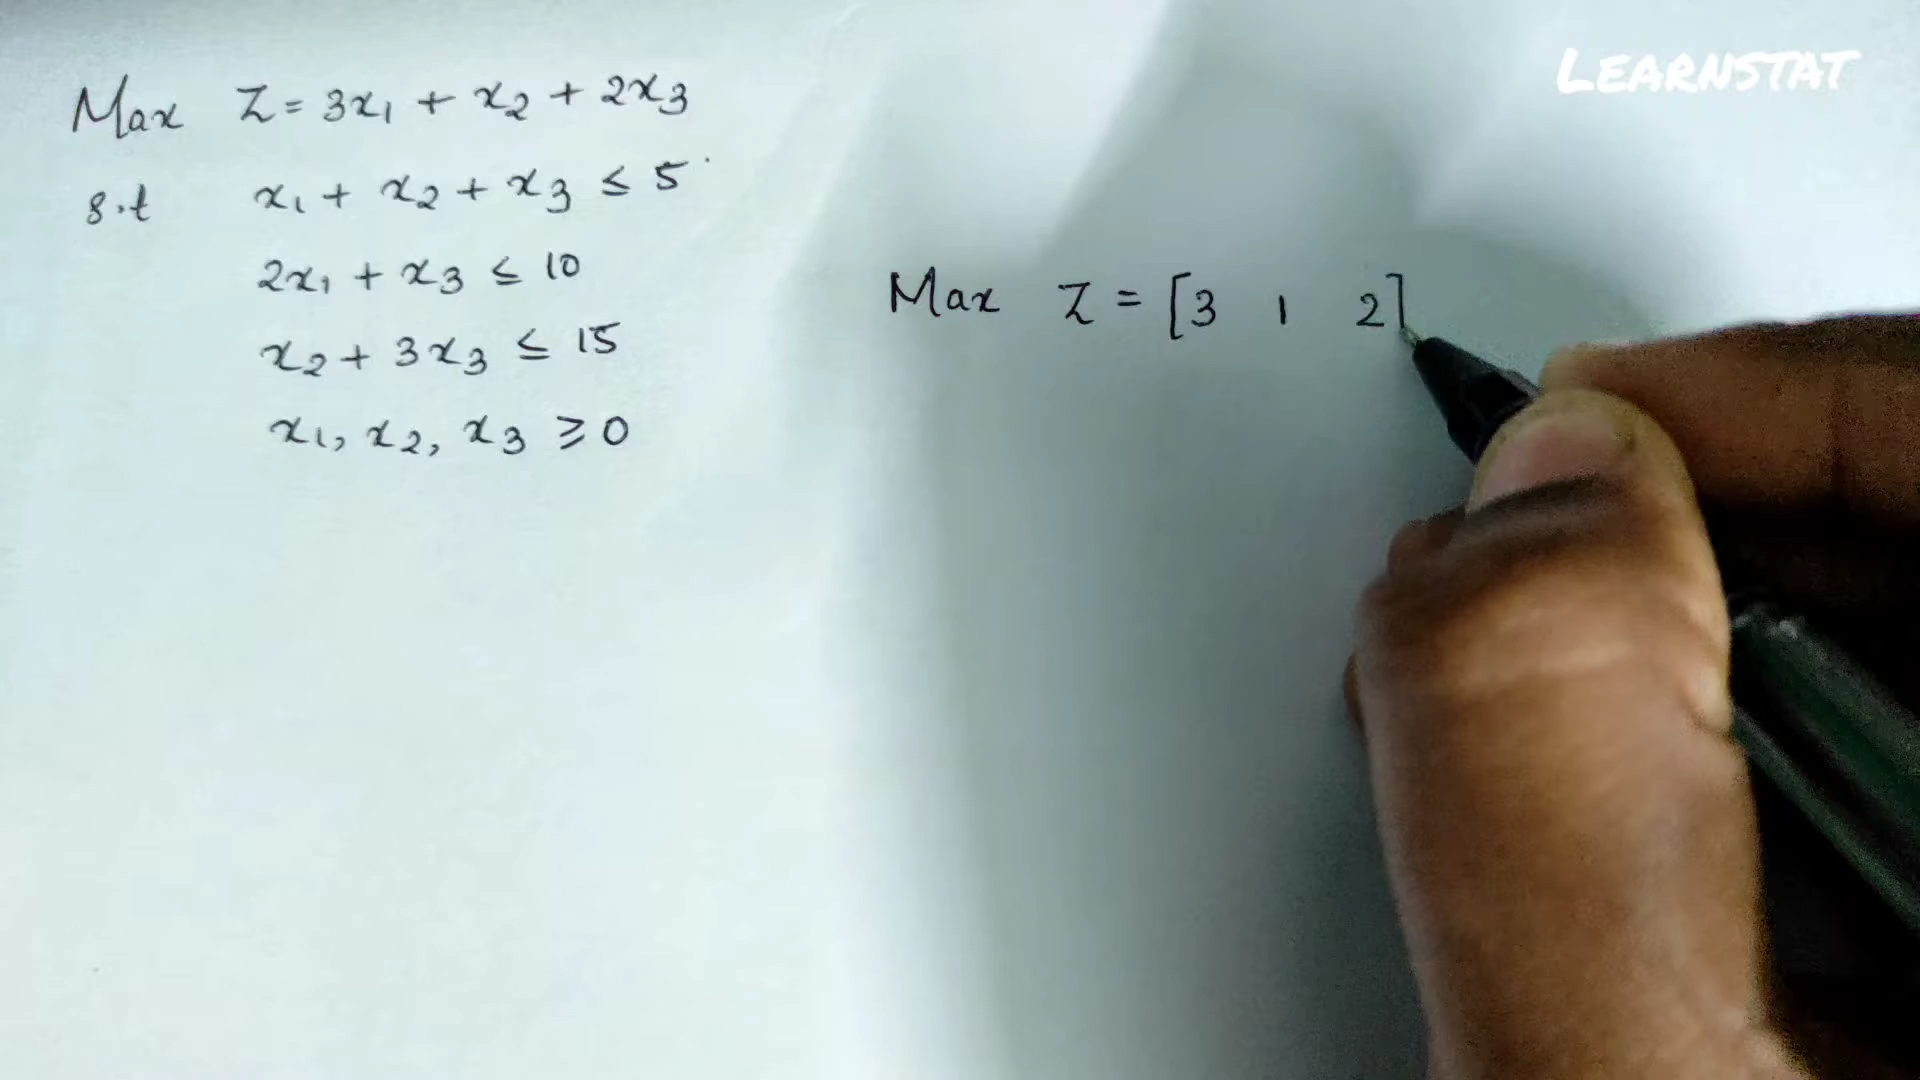 Max Z = 3x₁ + x₂ + 2x₃
s.t x₁ + x₂ + x₃ ≤ 5
2x₁ + x₃ ≤ 10
x₂ + 3x₃ ≤ 15
x₁, x₂, x₃ ≥ 0
LEARNSTAT
Max Z = [3 1 2]